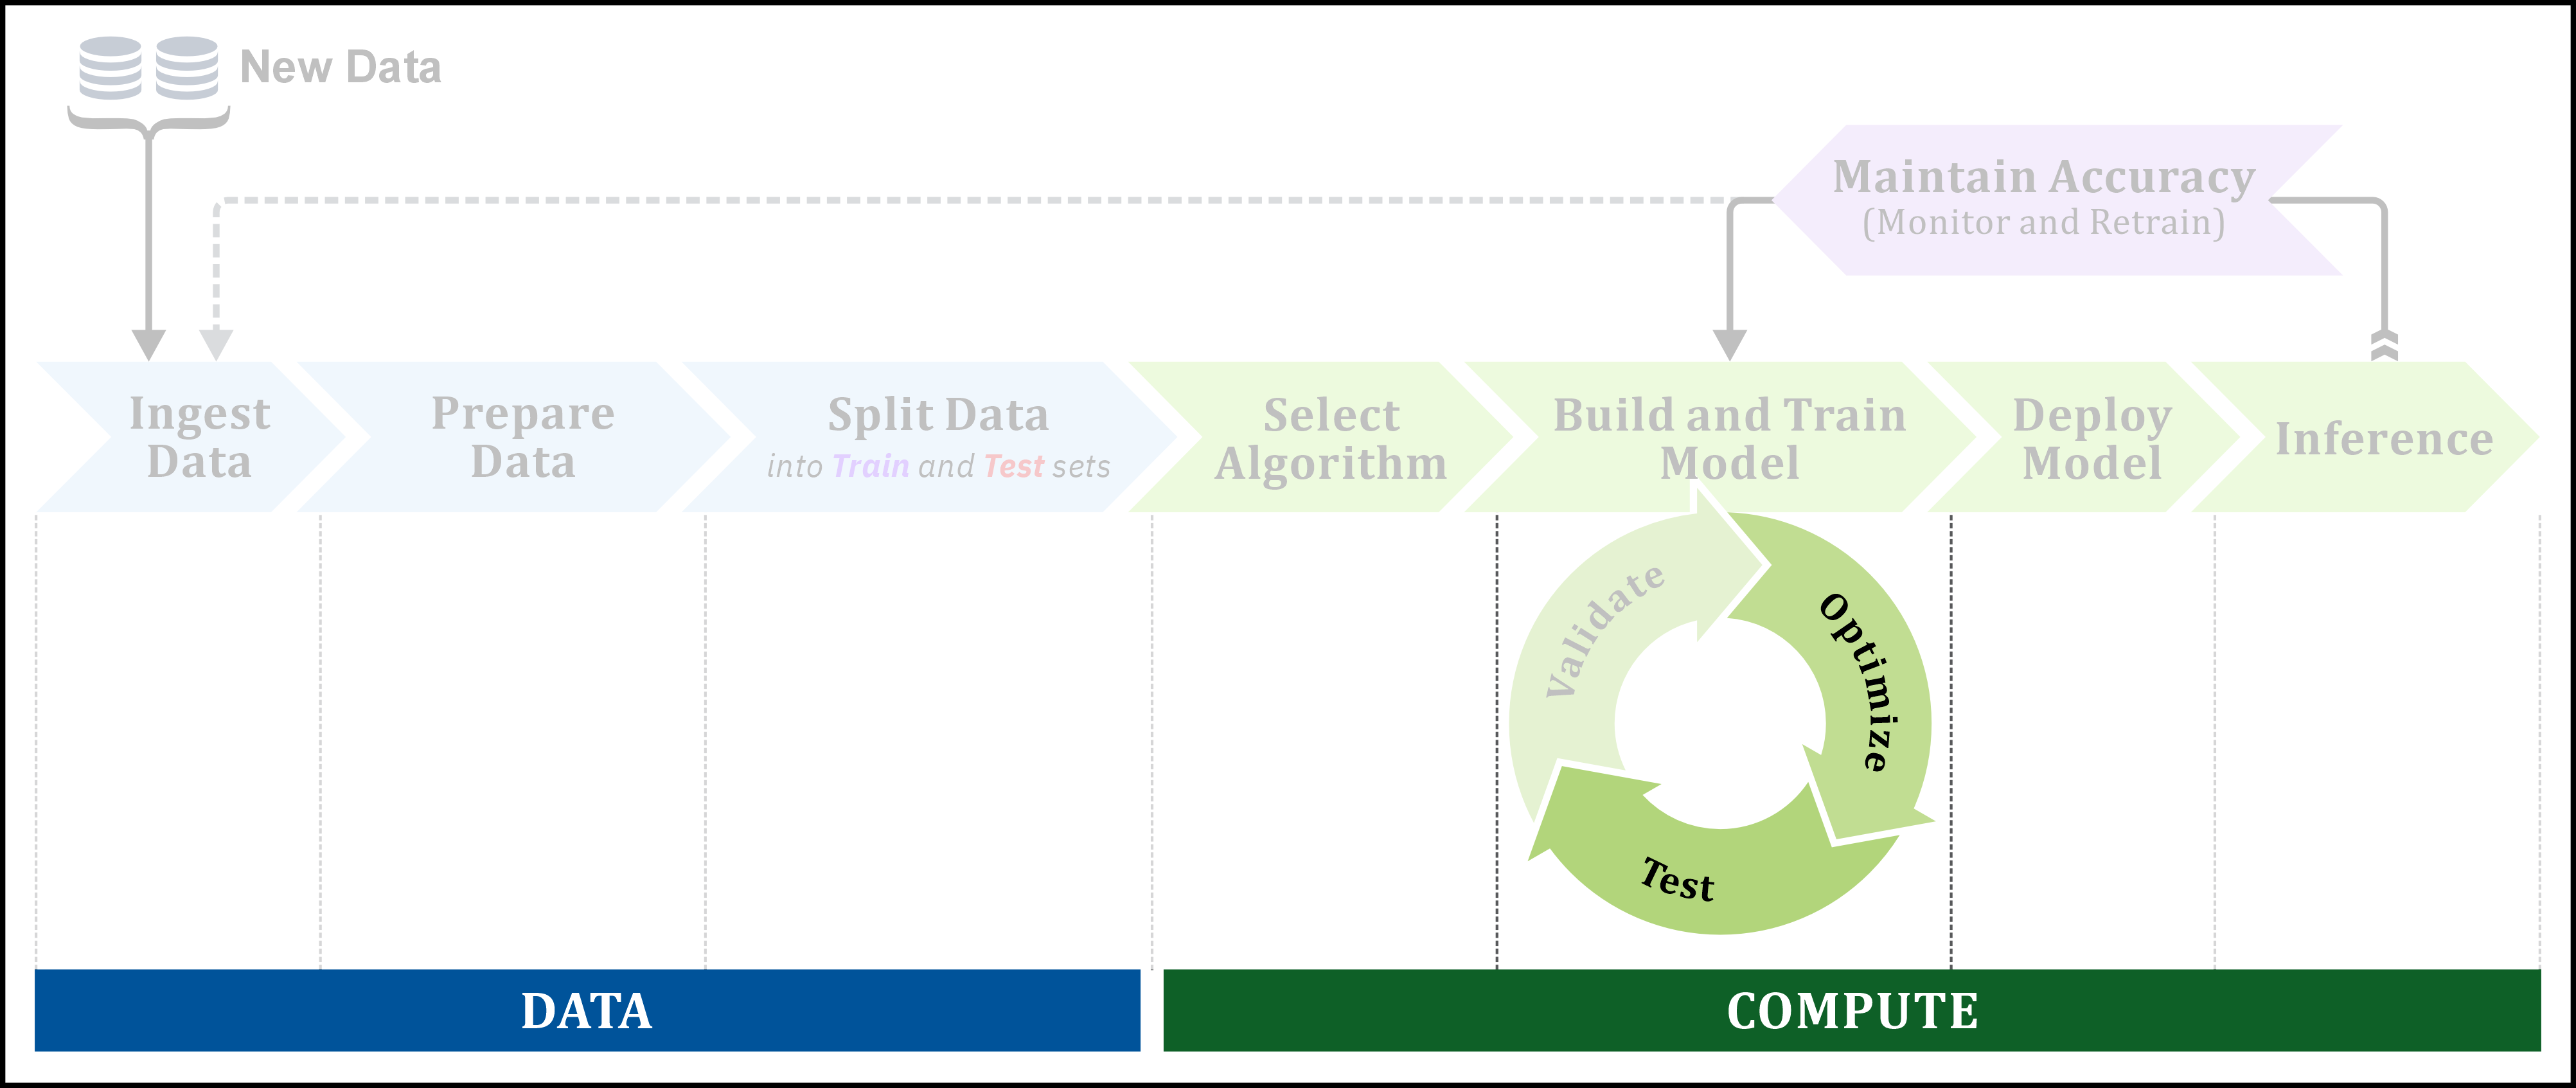 New Data
Maintain Accuracy
(Monitor and Retrain)
Ingest
Data
Prepare
Data
Split Data
into Train and Test sets
Select
Algorithm
Build and Train
Model
Deploy
Model
Inference
Validate
Optimize
Test
DATA
COMPUTE